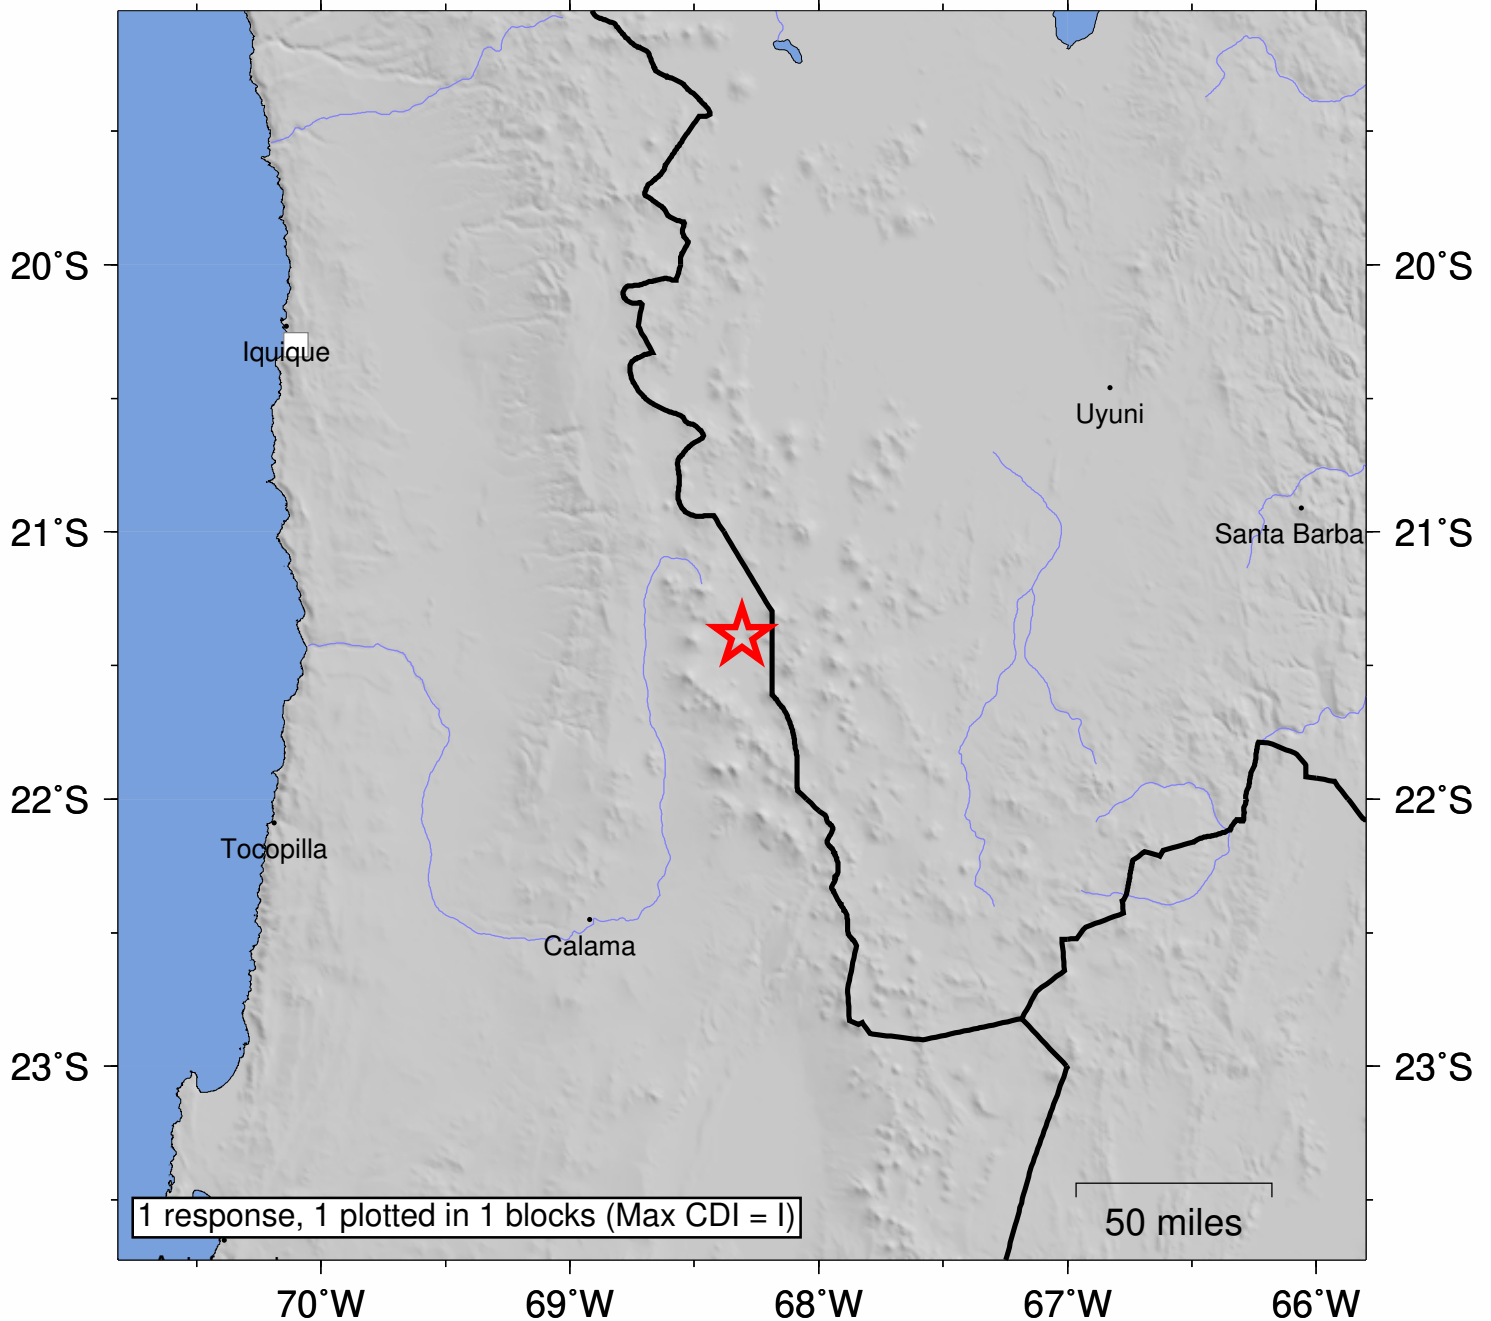 20°S
20°S
Iquique
Uyuni
21°S
Santa Barba
21°S
22°S
22°S
Tocopilla
Calama
23°S
23°S
1 response, 1 plotted in 1 blocks (Max CDI = I)
50 miles
70°W
69°W
68°W
67°W
66°W